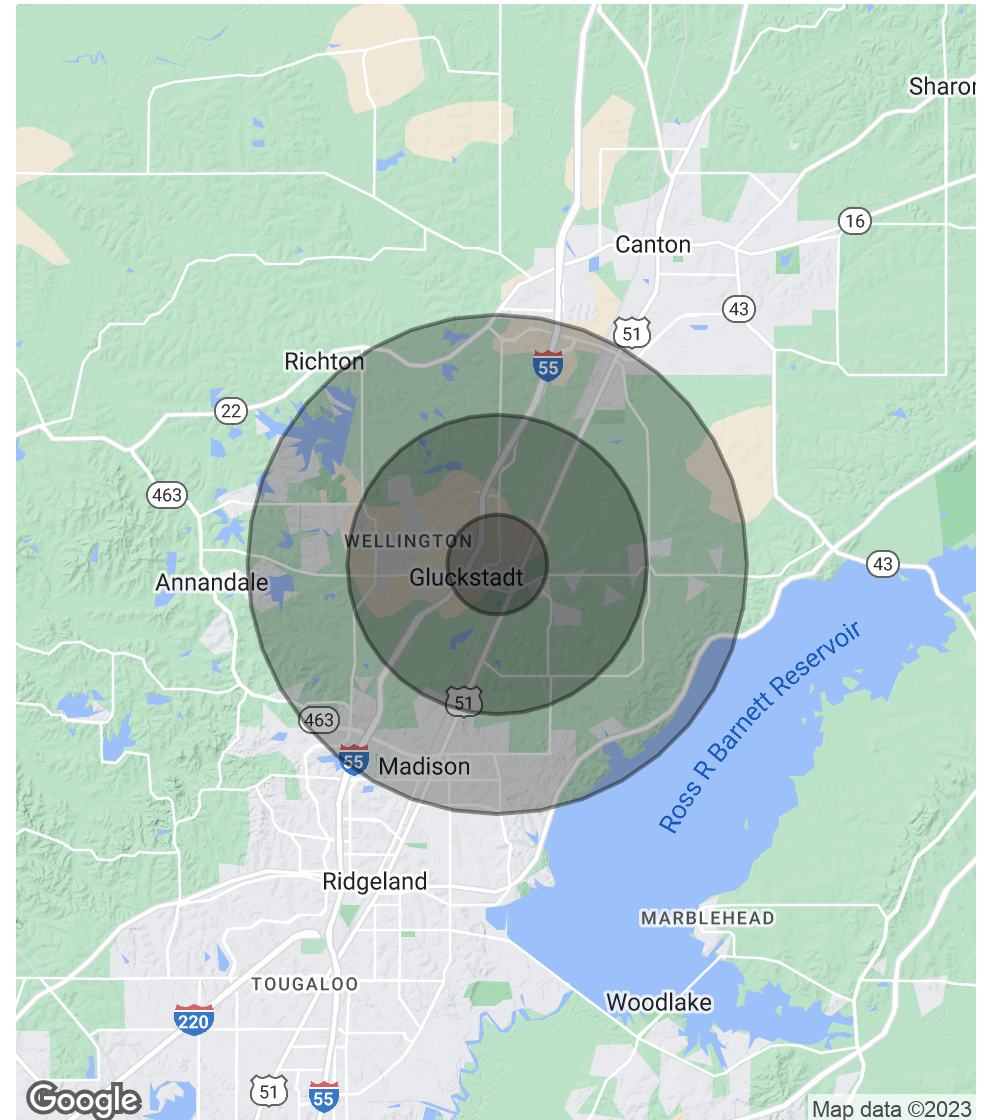 Sharon
16
Canton
43
51
Richton
55
22
463
WELLINGTON
Gluckstadt
Annandale
43
Ross R Barnett Reservoir
51
463
55
Madison
Ridgeland
MARBLEHEAD
TOUGALOO
Woodlake
220
51
55
Google
Map data ©2023